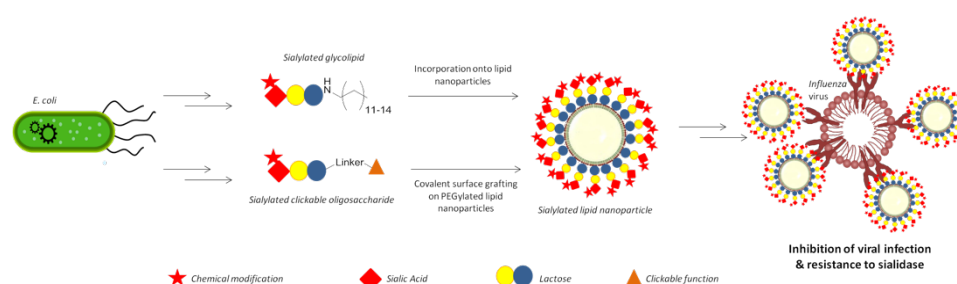 E. coli
Sialylated glycolipid
H
N
11-14
Incorporation onto lipid
nanoparticles
Linker
Sialylated clickable oligosaccharide
Covalent surface grafting
on PEGylated lipid
nanoparticles
Sialylated lipid nanoparticle
Influenza
virus
Inhibition of viral infection
& resistance to sialidase
Chemical modification
Sialic Acid
Lactose
Clickable function